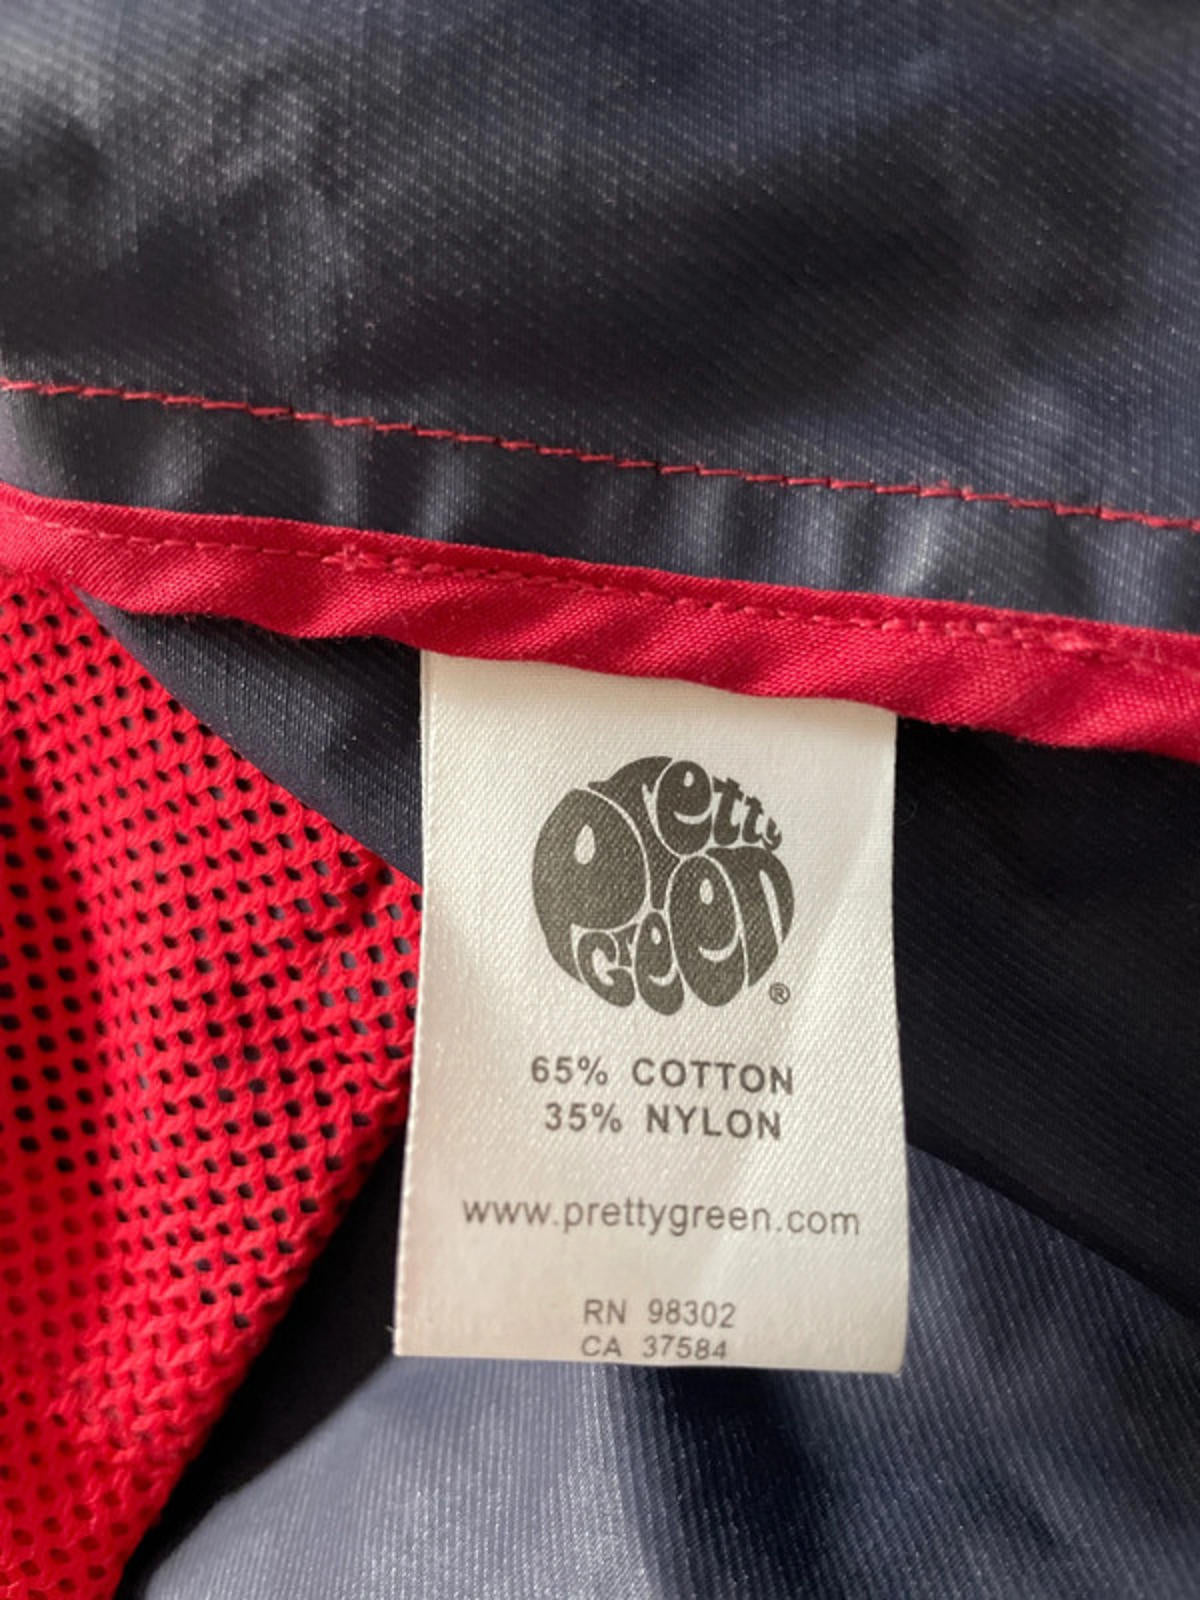 Pretty
Green
®
65% COTTON
35% NYLON
www.prettygreen.com
RN 98302
CA 37584